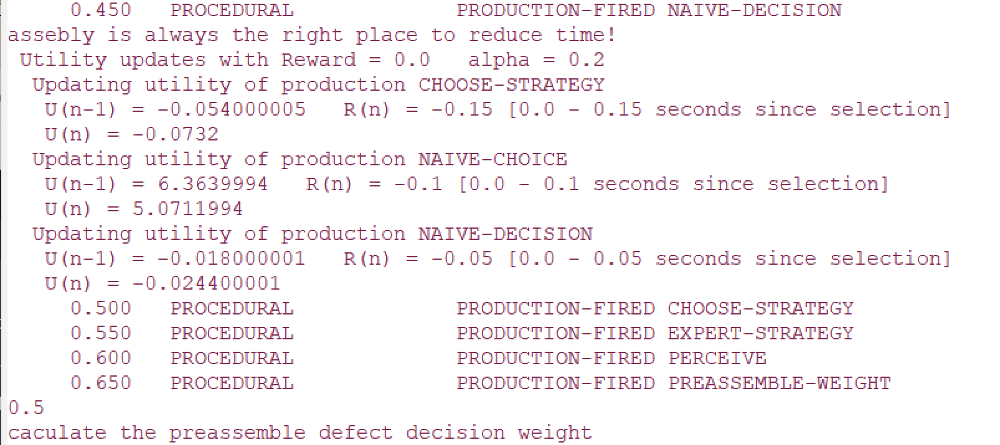 0.450 PROCEDURAL PRODUCTION-FIRED NAIVE-DECISION
assebly is always the right place to reduce time!
Utility updates with Reward = 0.0 alpha = 0.2
Updating utility of production CHOOSE-STRATEGY
U(n-1) = -0.054000005 R(n) = -0.15 [0.0 - 0.15 seconds since selection]
U(n) = -0.0732
Updating utility of production NAIVE-CHOICE
U(n-1) = 6.3639994 R(n) = -0.1 [0.0 - 0.1 seconds since selection]
U(n) = 5.0711994
Updating utility of production NAIVE-DECISION
U(n-1) = -0.018000001 R(n) = -0.05 [0.0 - 0.05 seconds since selection]
U(n) = -0.024400001
0.500 PROCEDURAL PRODUCTION-FIRED CHOOSE-STRATEGY
0.550 PROCEDURAL PRODUCTION-FIRED EXPERT-STRATEGY
0.600 PROCEDURAL PRODUCTION-FIRED PERCEIVE
0.650 PROCEDURAL PRODUCTION-FIRED PREASSEMBLE-WEIGHT
0.5
caculate the preassemble defect decision weight